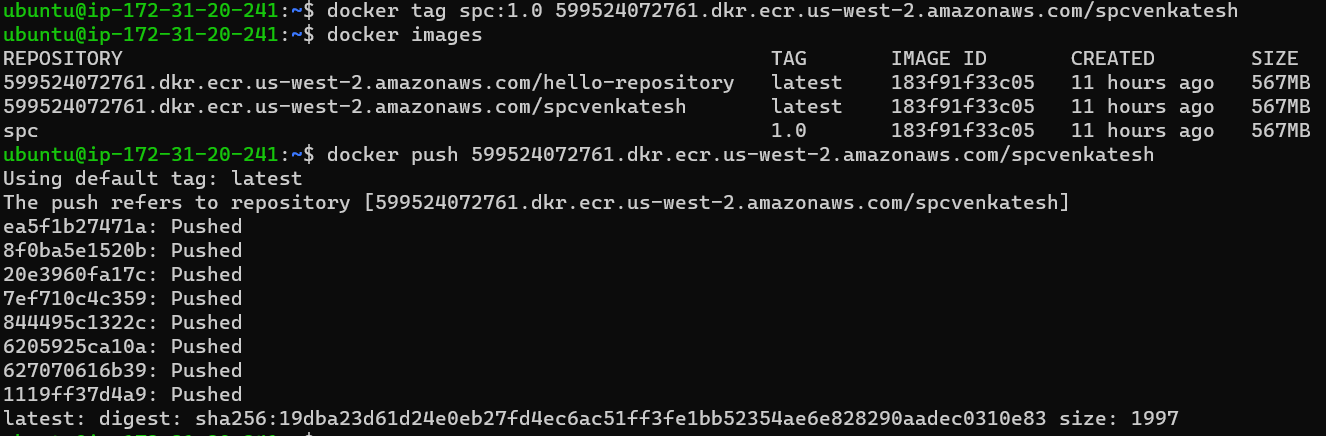 ubuntu@ip-172-31-20-241:~$ docker tag spc:1.0 599524072761.dkr.ecr.us-west-2.amazonaws.com/spcvenkatesh
ubuntu@ip-172-31-20-241:~$ docker images
REPOSITORY TAG IMAGE ID CREATED SIZE
599524072761.dkr.ecr.us-west-2.amazonaws.com/hello-repository latest 183f91f33c05 11 hours ago 567MB
599524072761.dkr.ecr.us-west-2.amazonaws.com/spcvenkatesh latest 183f91f33c05 11 hours ago 567MB
spc 1.0 183f91f33c05 11 hours ago 567MB
ubuntu@ip-172-31-20-241:~$ docker push 599524072761.dkr.ecr.us-west-2.amazonaws.com/spcvenkatesh
Using default tag: latest
The push refers to repository [599524072761.dkr.ecr.us-west-2.amazonaws.com/spcvenkatesh]
ea5f1b27471a: Pushed
8f0ba5e1520b: Pushed
20e3960fa17c: Pushed
7ef710c4c359: Pushed
844495c1322c: Pushed
6205925ca10a: Pushed
627070616b39: Pushed
1119ff37d4a9: Pushed
latest: digest: sha256:19dba23d61d24e0eb27fd4ec6ac51ff3fe1bb52354ae6e828290aadec0310e83 size: 1997